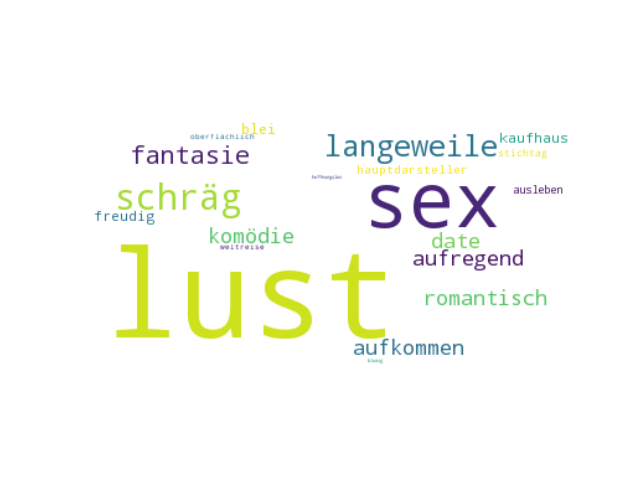 blei
oberflächlich
kaufhaus
langeweile
stichtag
fantasie
hauptdarsteller
hoffnungslos
sex
ausleben
schräg
freudig
komödie
date
weltreise
aufregend
lust
romantisch
aufkommen